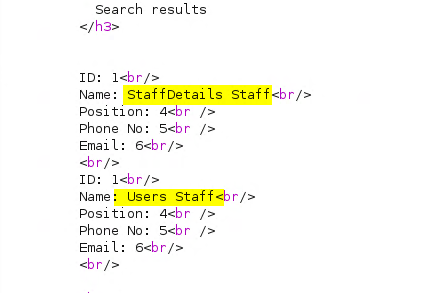 Search results
</h3>
ID: 1<br/>
Name: StaffDetails Staff<br/>
Position: 4<br />
Phone No: 5<br />
Email: 6<br/>
<br/>
ID: 1<br/>
Name: Users Staff<br/>
Position: 4<br />
Phone No: 5<br />
Email: 6<br/>
<br/>